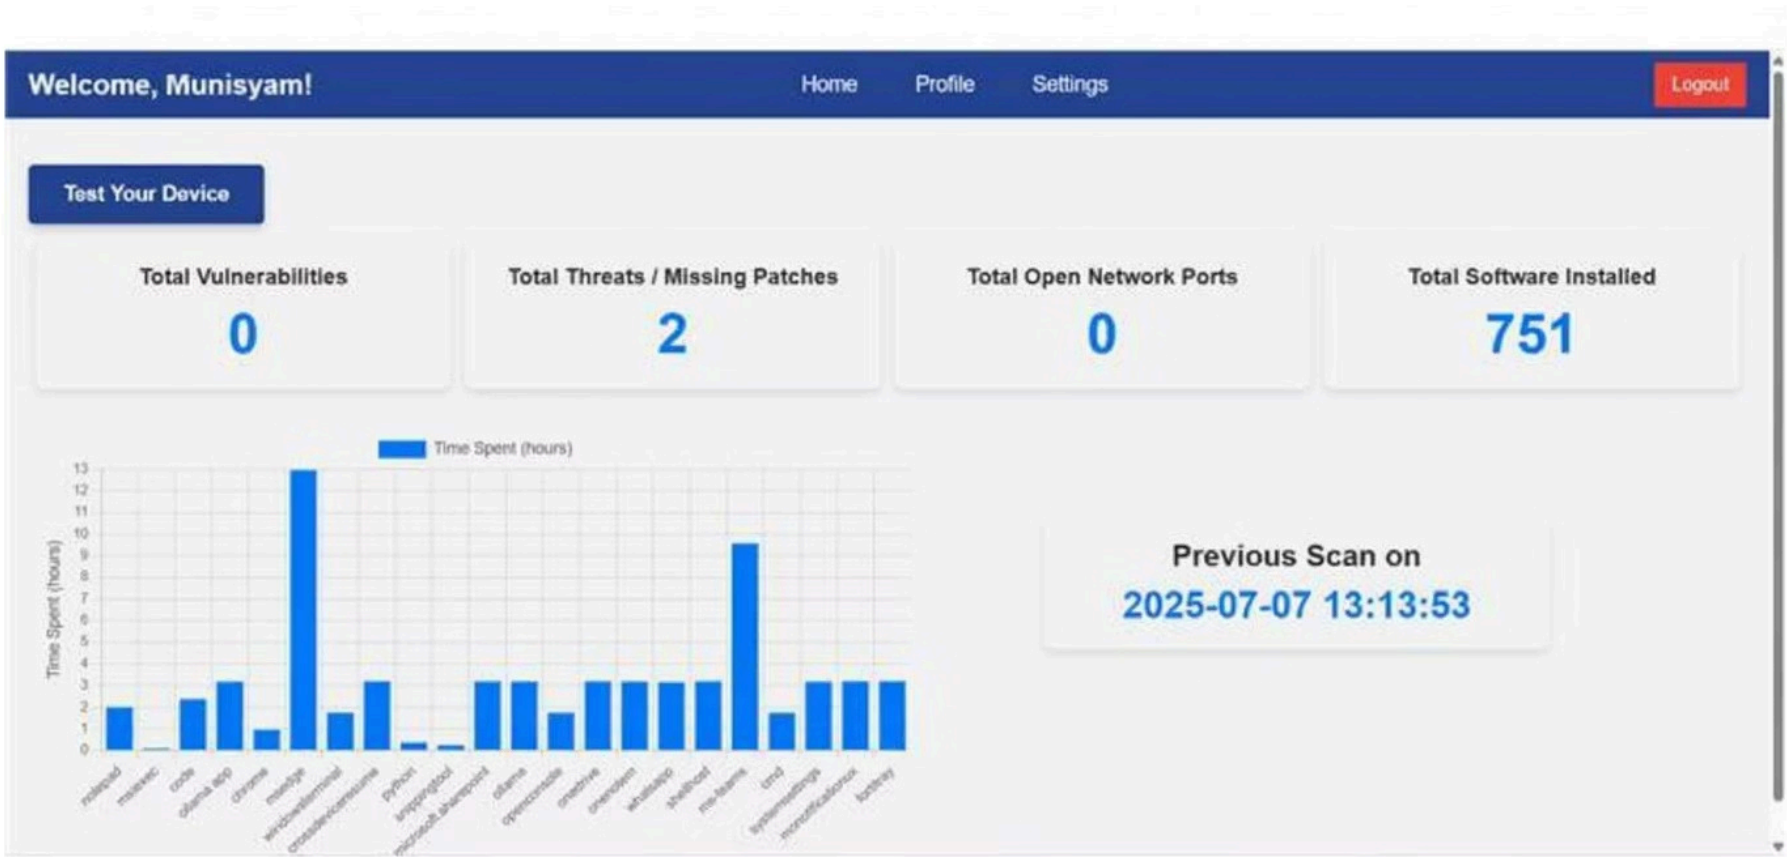 Welcome, Munisyam!
Home Profile Settings
Logout
Test Your Device
Total Vulnerabilities
0
Total Threats / Missing Patches
2
Total Open Network Ports
0
Total Software Installed
751
Time Spent (hours)
13
12
11
10
9
8
7
6
5
4
3
2
1
0
Time Spent (hours)
notepad
msiexec
code
ollama app
chrome
msedge
windowsterminal
crossdeviceresume
python
snippingtool
microsoft.sharepoint
ollama
openconsole
onedrive
whatsapp
shellhost
ms-teams
cmd
systemsettings
fortitray
Previous Scan on
2025-07-07 13:13:53